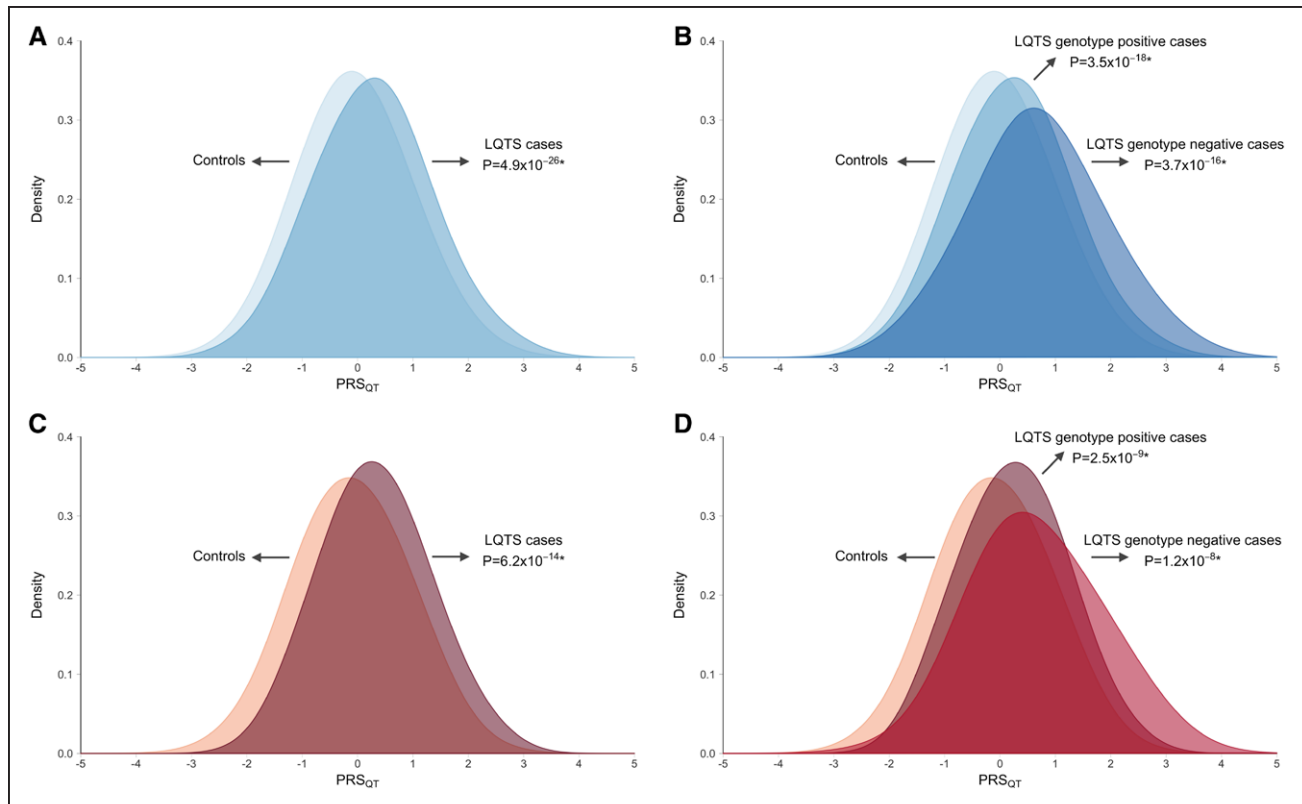 A
0.4
0.3
0.2
0.1
0.0
Density
-5 -4 -3 -2 -1 0 1 2 3 4 5
PRSQT
Controls
LQTS cases
P=4.9x10⁻²⁶*
B
0.4
0.3
0.2
0.1
0.0
Density
-5 -4 -3 -2 -1 0 1 2 3 4 5
PRSQT
LQTS genotype positive cases
P=3.5x10⁻¹⁸*
Controls
LQTS genotype negative cases
P=3.7x10⁻¹⁶*
C
0.4
0.3
0.2
0.1
0.0
Density
-5 -4 -3 -2 -1 0 1 2 3 4 5
PRSQT
Controls
LQTS cases
P=6.2x10⁻¹⁴*
D
0.4
0.3
0.2
0.1
0.0
Density
-5 -4 -3 -2 -1 0 1 2 3 4 5
PRSQT
LQTS genotype positive cases
P=2.5x10⁻⁹*
Controls
LQTS genotype negative cases
P=1.2x10⁻⁸*